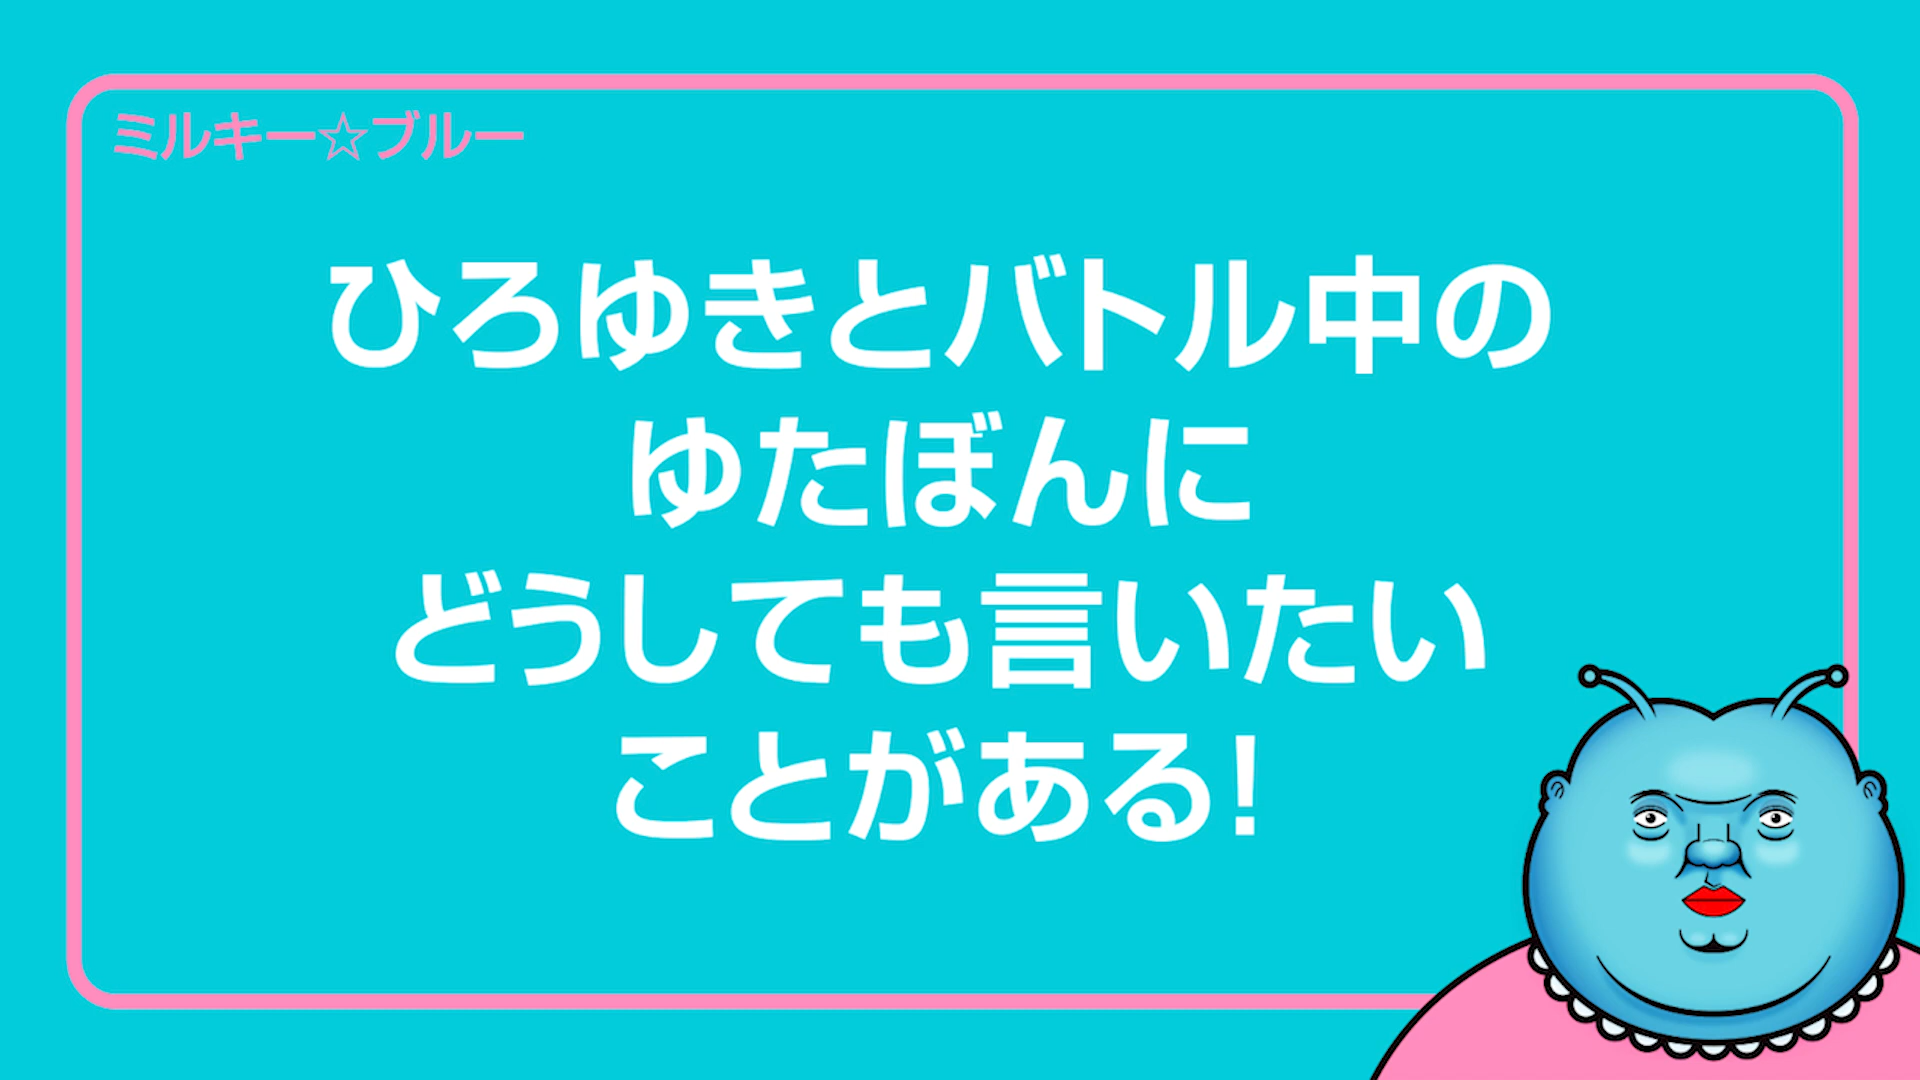 ミルキー☆ブルー
ひろゆきとバトル中の
ゆたぼんに
どうしても言いたい
ことがある!